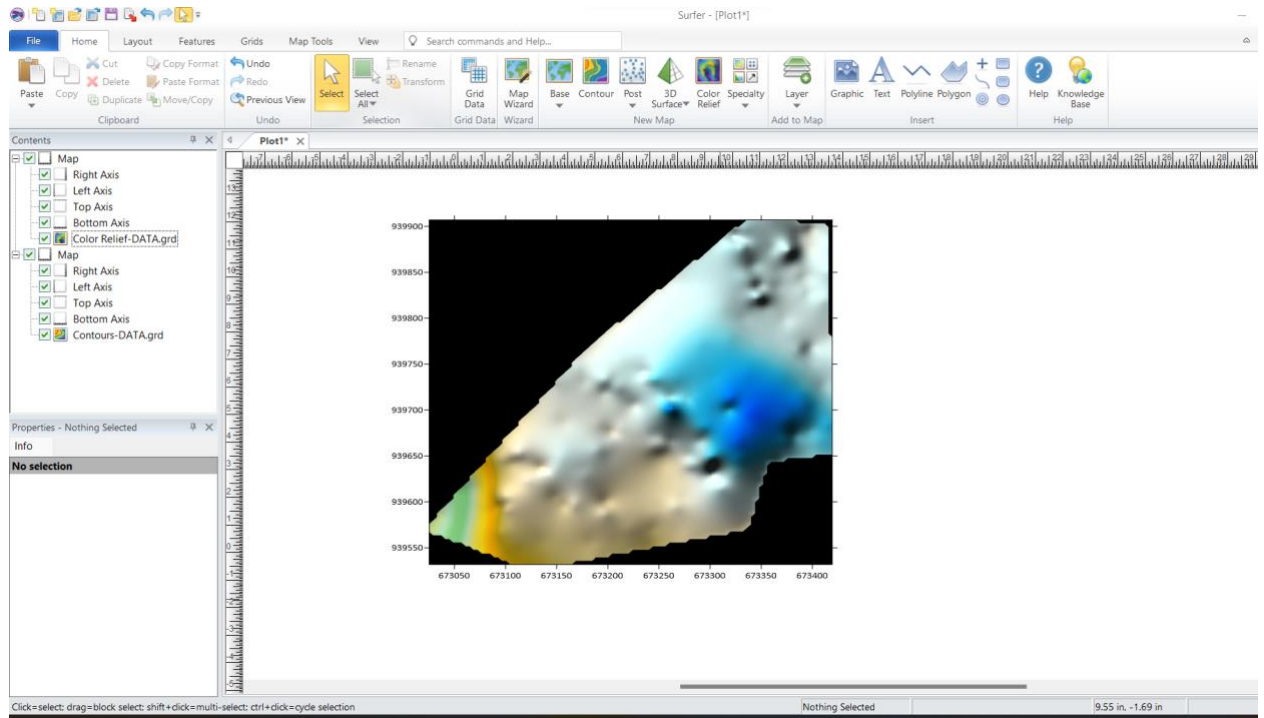 Surfer - [Plot1*]
File Home Layout Features Grids Map Tools View Search commands and Help...
Paste
Copy
Cut
Delete
Duplicate
Copy Format
Paste Format
Move/Copy
Clipboard
Undo
Redo
Previous View
Undo
Select
Select All
Rename
Transform
Selection
Grid Data
Grid Data
Map Wizard
Wizard
Base
Contour
Post
3D Surface
Color Relief
Specialty
New Map
Layer
Add to Map
Graphic
Text
Polyline
Polygon
Insert
Help
Knowledge Base
Help
Contents
Map
Right Axis
Left Axis
Top Axis
Bottom Axis
Color Relief-DATA.grd
Map
Right Axis
Left Axis
Top Axis
Bottom Axis
Contours-DATA.grd
Properties - Nothing Selected
Info
No selection
Plot1*
939900
939850
939800
939750
939700
939650
939600
939550
673050 673100 673150 673200 673250 673300 673350 673400
Click=select; drag=block select; shift+click=multi-select; ctrl+click=cycle selection
Nothing Selected
9.55 in, -1.69 in